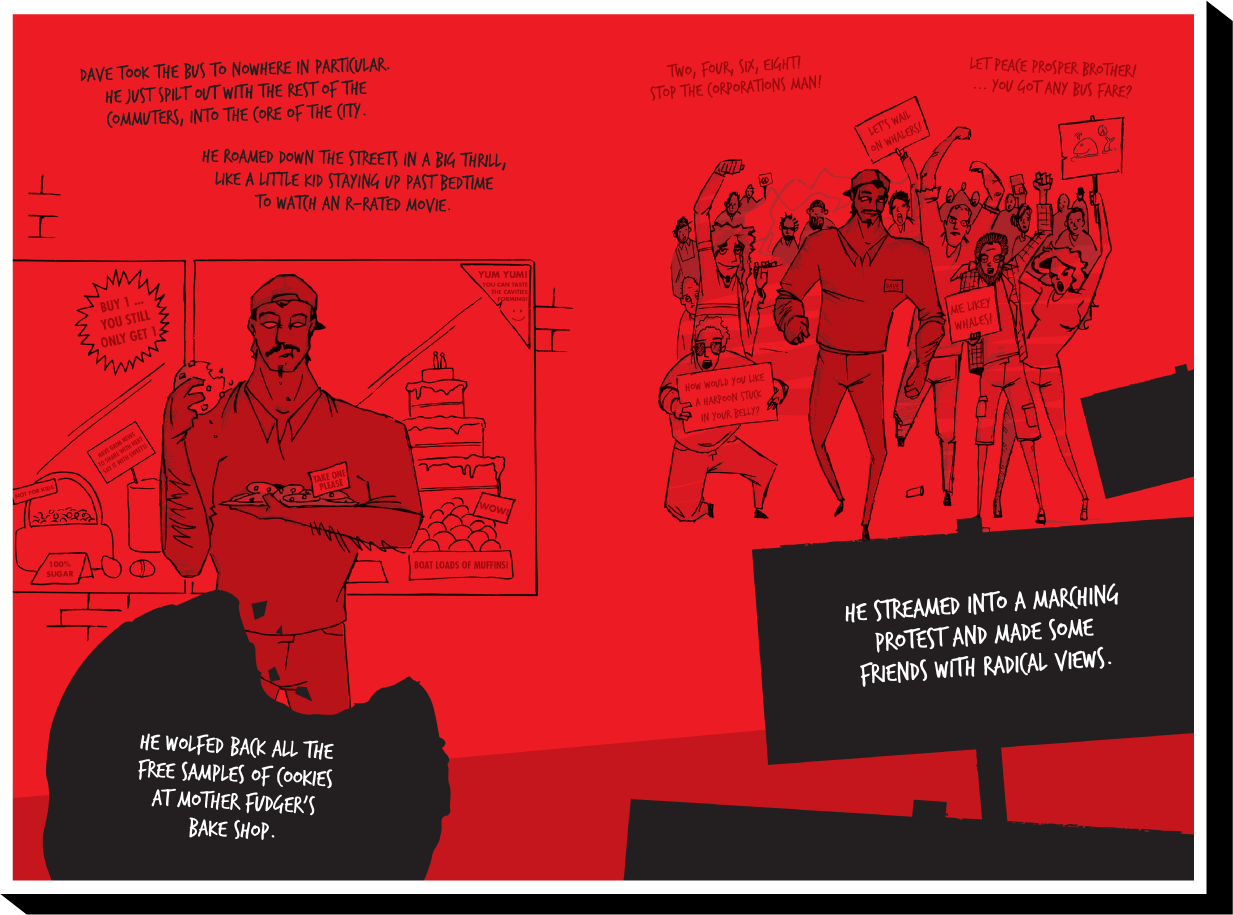 DAVE TOOK THE BUS TO NOWHERE IN PARTICULAR.
HE JUST SPILT OUT WITH THE REST OF THE
COMMUTERS, INTO THE CORE OF THE CITY.
HE ROAMED DOWN THE STREETS IN A BIG THRILL,
LIKE A LITTLE KID STAYING UP PAST BEDTIME
TO WATCH AN R-RATED MOVIE.
BUY 1 ...
YOU STILL
ONLY GET 1
YUM YUM!
YOU CAN TASTE
THE CAVITIES
FORMING!
NOT FOR KIDS
100%
SUGAR
TAKE ONE
PLEASE
WOW!
BOAT LOADS OF MUFFINS!
HE WOLFED BACK ALL THE
FREE SAMPLES OF COOKIES
AT MOTHER FUDGER'S
BAKE SHOP.
TWO, FOUR, SIX, EIGHT!
STOP THE CORPORATIONS MAN!
LET PEACE PROSPER BROTHER!
... YOU GOT ANY BUS FARE?
LET'S WAIL
ON WHALERS!
ME LIKEY
WHALES!
HOW WOULD YOU LIKE
A HARPOON STUCK
IN YOUR BELLY?
HE STREAMED INTO A MARCHING
PROTEST AND MADE SOME
FRIENDS WITH RADICAL VIEWS.